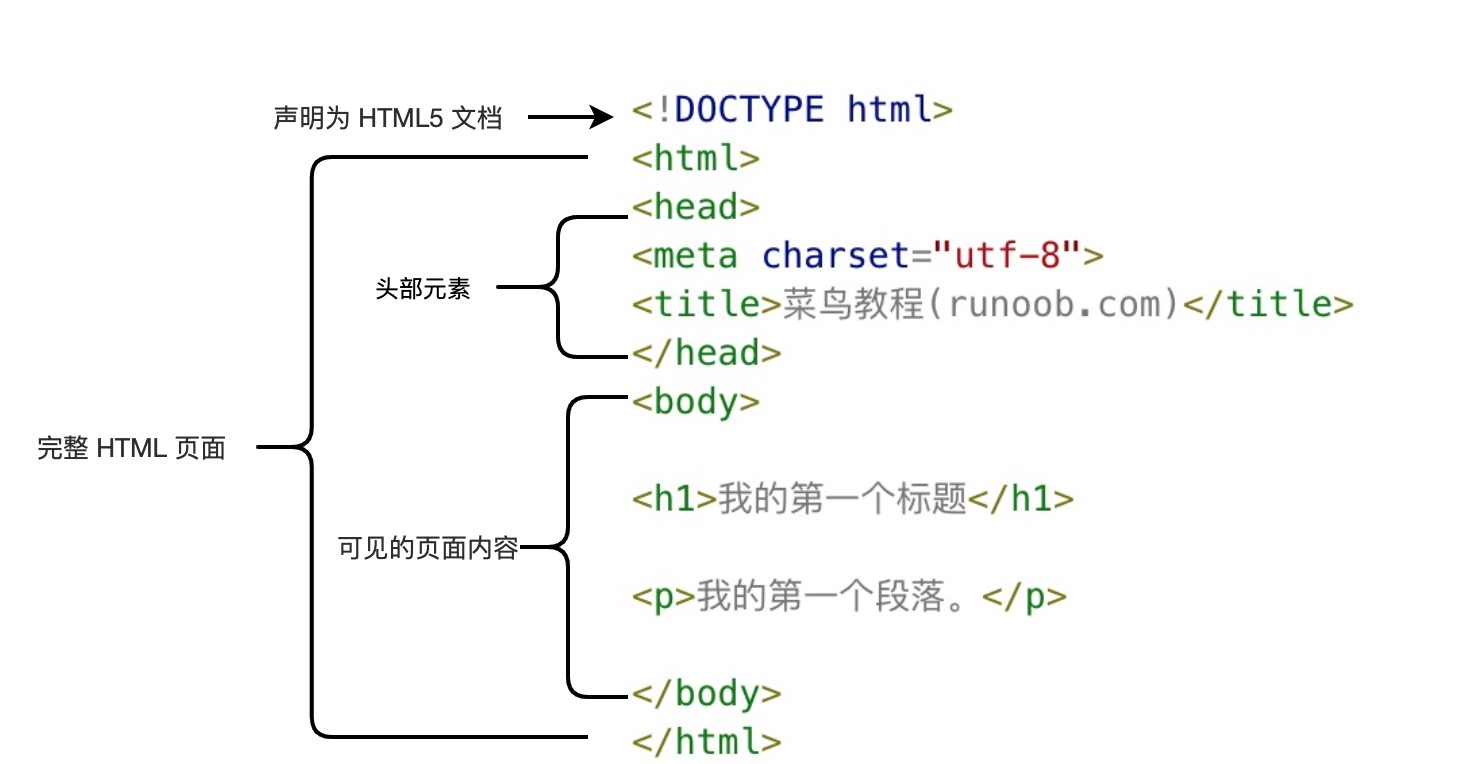 声明为 HTML5 文档
<!DOCTYPE html>
<html>
<head>
<meta charset="utf-8">
头部元素
<title>菜鸟教程(runoob.com)</title>
</head>
<body>
完整 HTML 页面
<h1>我的第一个标题</h1>
可见的页面内容
<p>我的第一个段落。</p>
</body>
</html>